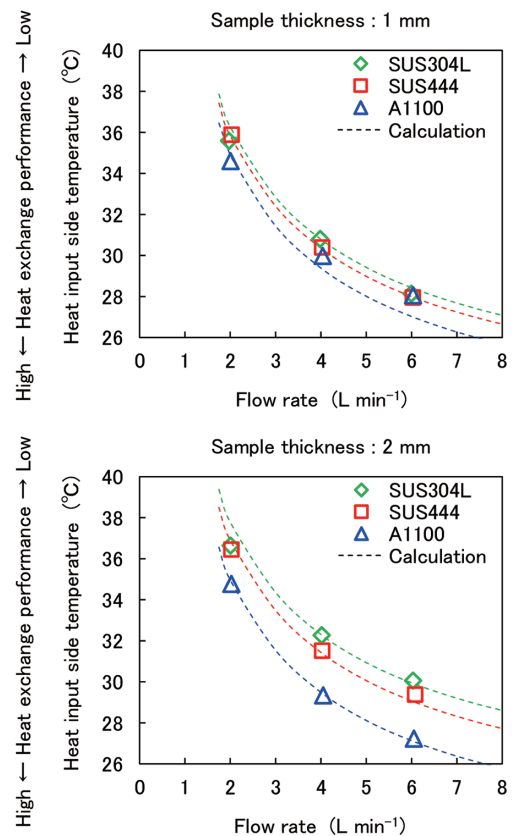 Sample thickness : 1 mm
High ← Heat exchange performance → Low
Heat input side temperature (℃)
40
38
36
34
32
30
28
26
SUS304L
SUS444
A1100
Calculation
0 1 2 3 4 5 6 7 8
Flow rate (L min⁻¹)
Sample thickness : 2 mm
High ← Heat exchange performance → Low
Heat input side temperature (℃)
40
38
36
34
32
30
28
26
SUS304L
SUS444
A1100
Calculation
0 1 2 3 4 5 6 7 8
Flow rate (L min⁻¹)